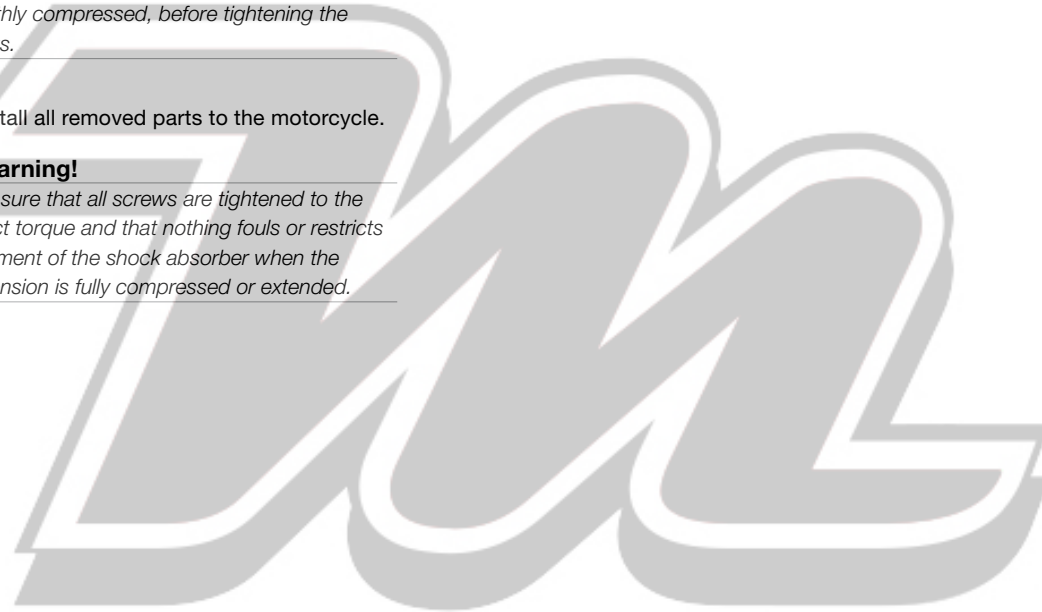 thly compressed, before tightening the
s.
tall all removed parts to the motorcycle.
arning!
sure that all screws are tightened to the
ct torque and that nothing fouls or restricts
ment of the shock absorber when the
ension is fully compressed or extended.
m